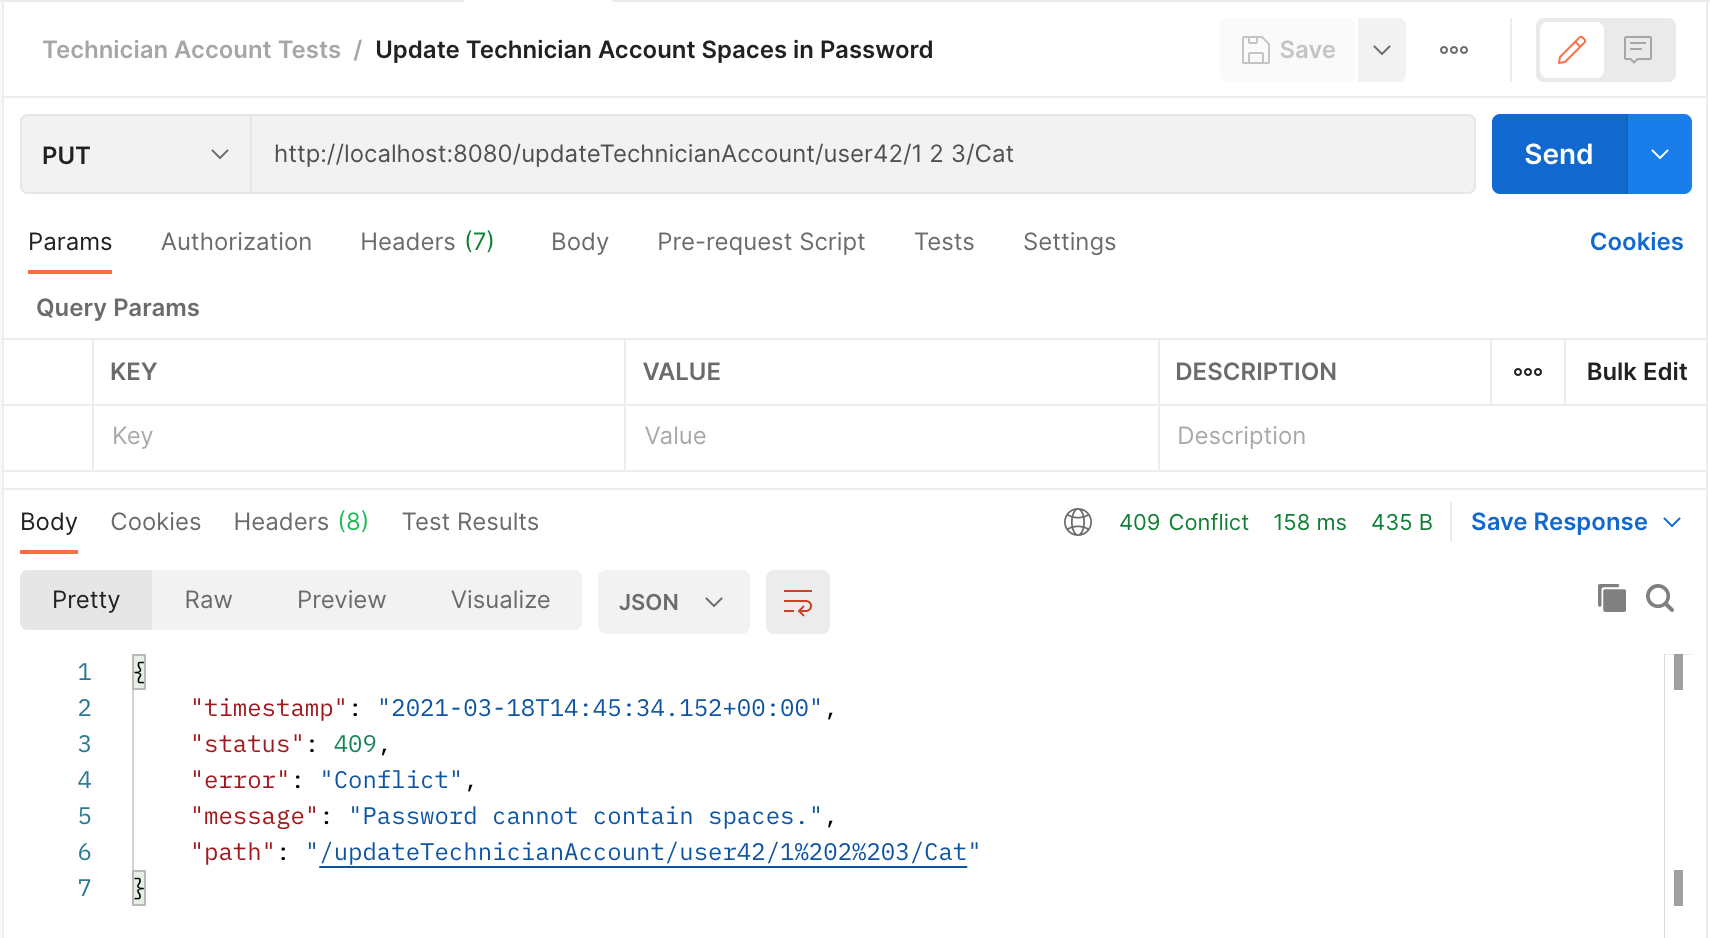 Technician Account Tests / Update Technician Account Spaces in Password Save
PUT http://localhost:8080/updateTechnicianAccount/user42/1 2 3/Cat Send
Params Authorization Headers (7) Body Pre-request Script Tests Settings Cookies
Query Params
KEY VALUE DESCRIPTION Bulk Edit
Key Value Description
Body Cookies Headers (8) Test Results 409 Conflict 158 ms 435 B Save Response
Pretty Raw Preview Visualize JSON
1 {
2 "timestamp": "2021-03-18T14:45:34.152+00:00",
3 "status": 409,
4 "error": "Conflict",
5 "message": "Password cannot contain spaces.",
6 "path": "/updateTechnicianAccount/user42/1%202%203/Cat"
7 }